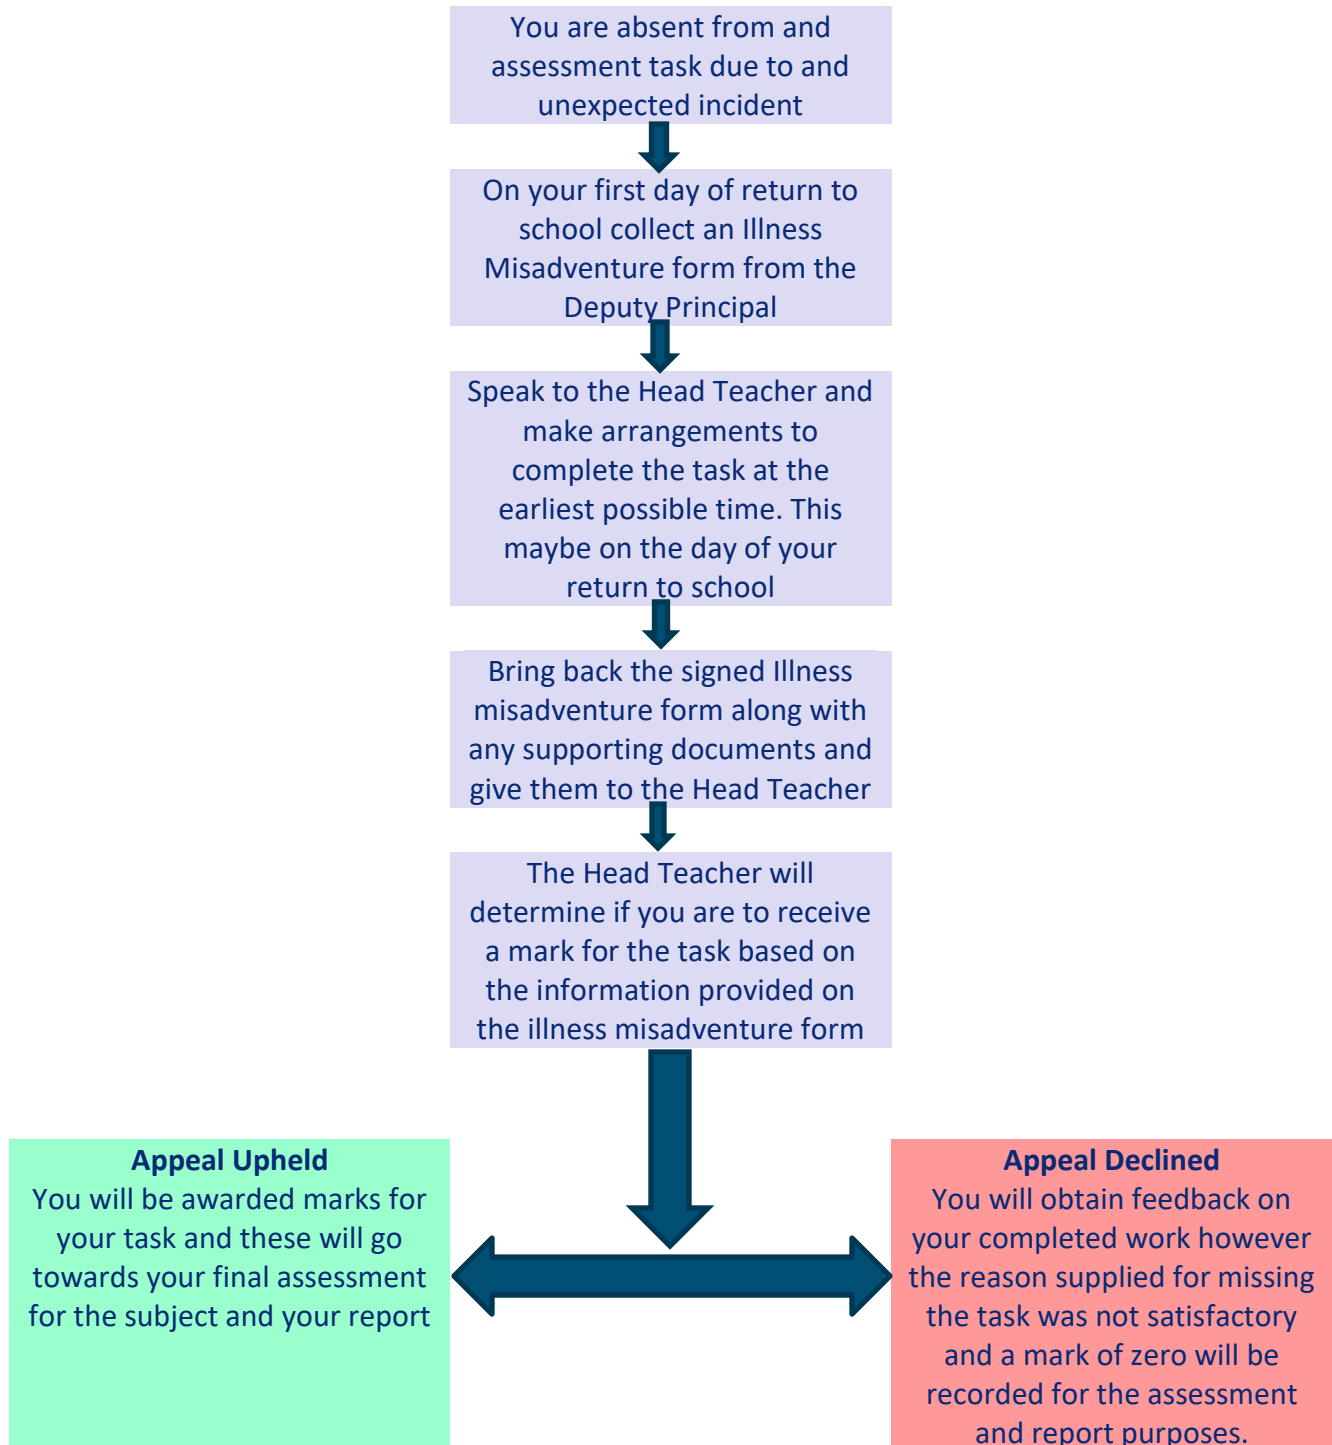 You are absent from and
assessment task due to and
unexpected incident
On your first day of return to
school collect an Illness
Misadventure form from the
Deputy Principal
Speak to the Head Teacher and
make arrangements to
complete the task at the
earliest possible time. This
maybe on the day of your
return to school
Bring back the signed Illness
misadventure form along with
any supporting documents and
give them to the Head Teacher
The Head Teacher will
determine if you are to receive
a mark for the task based on
the information provided on
the illness misadventure form
Appeal Upheld
You will be awarded marks for
your task and these will go
towards your final assessment
for the subject and your report
Appeal Declined
You will obtain feedback on
your completed work however
the reason supplied for missing
the task was not satisfactory
and a mark of zero will be
recorded for the assessment
and report purposes.